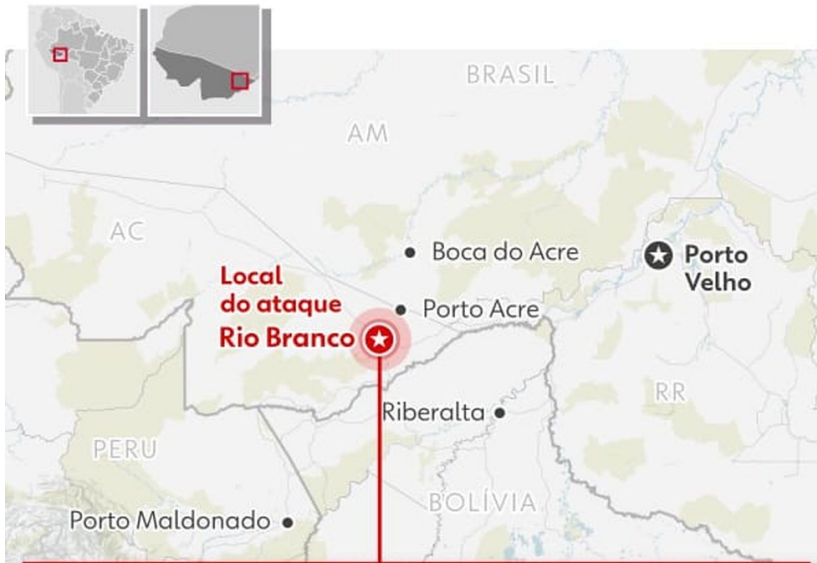 BRASIL
AM
AC
Boca do Acre
Porto
Velho
Local
do ataque
Rio Branco
Porto Acre
RR
Riberalta
PERU
BOLÍVIA
Porto Maldonado